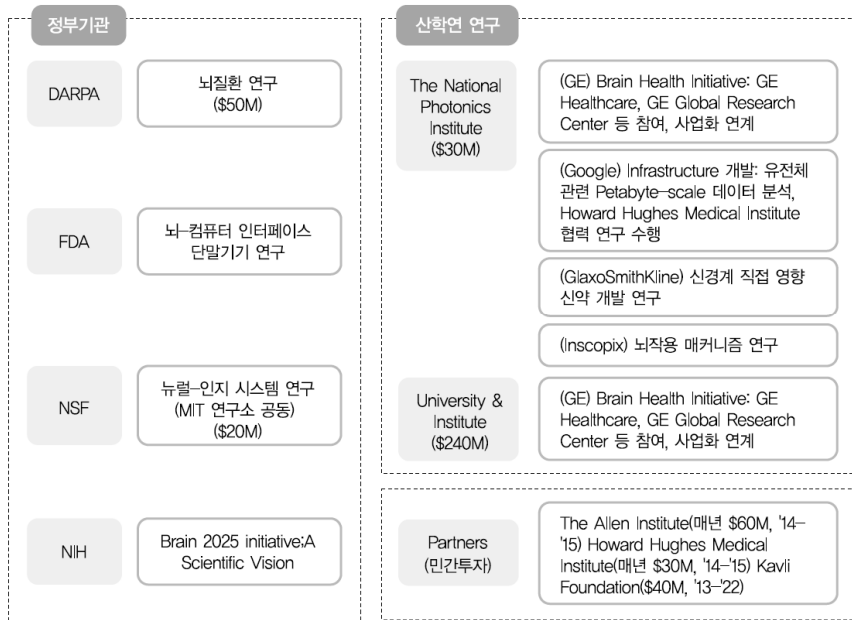 정부기관
DARPA
뇌질환 연구
($50M)
FDA
뇌–컴퓨터 인터페이스
단말기기 연구
NSF
뉴럴–인지 시스템 연구
(MIT 연구소 공동)
($20M)
NIH
Brain 2025 initiative;A
Scientific Vision
산학연 연구
The National
Photonics
Institute
($30M)
(GE) Brain Health Initiative: GE
Healthcare, GE Global Research
Center 등 참여, 사업화 연계
(Google) Infrastructure 개발: 유전체
관련 Petabyte–scale 데이터 분석,
Howard Hughes Medical Institute
협력 연구 수행
(GlaxoSmithKline) 신경계 직접 영향
신약 개발 연구
(Inscopix) 뇌작용 매커니즘 연구
University &
Institute
($240M)
(GE) Brain Health Initiative: GE
Healthcare, GE Global Research
Center 등 참여, 사업화 연계
Partners
(민간투자)
The Allen Institute(매년 $60M, '14–
'15) Howard Hughes Medical
Institute(매년 $30M, '14–'15) Kavli
Foundation($40M, '13–'22)